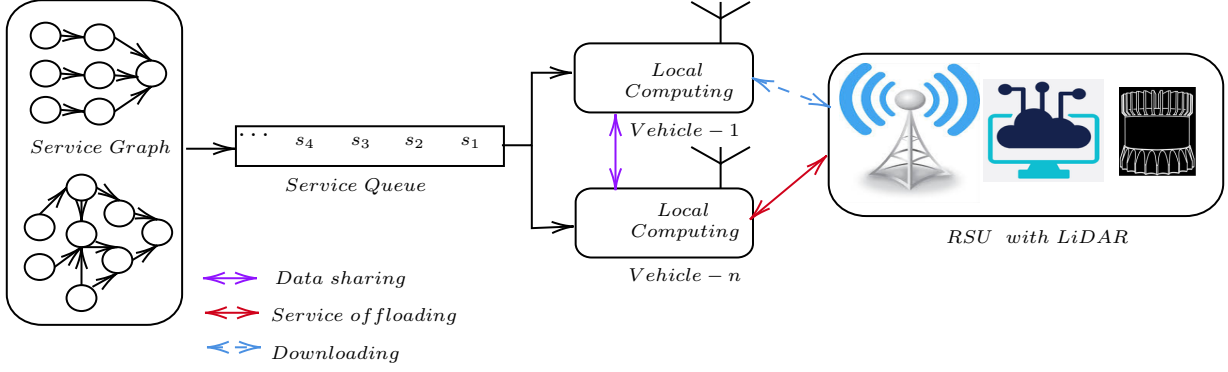 Service Graph
... s₄ s₃ s₂ s₁
Service Queue
Local
Computing
Vehicle − 1
Local
Computing
Vehicle − n
RSU with LiDAR
Data sharing
Service offloading
Downloading